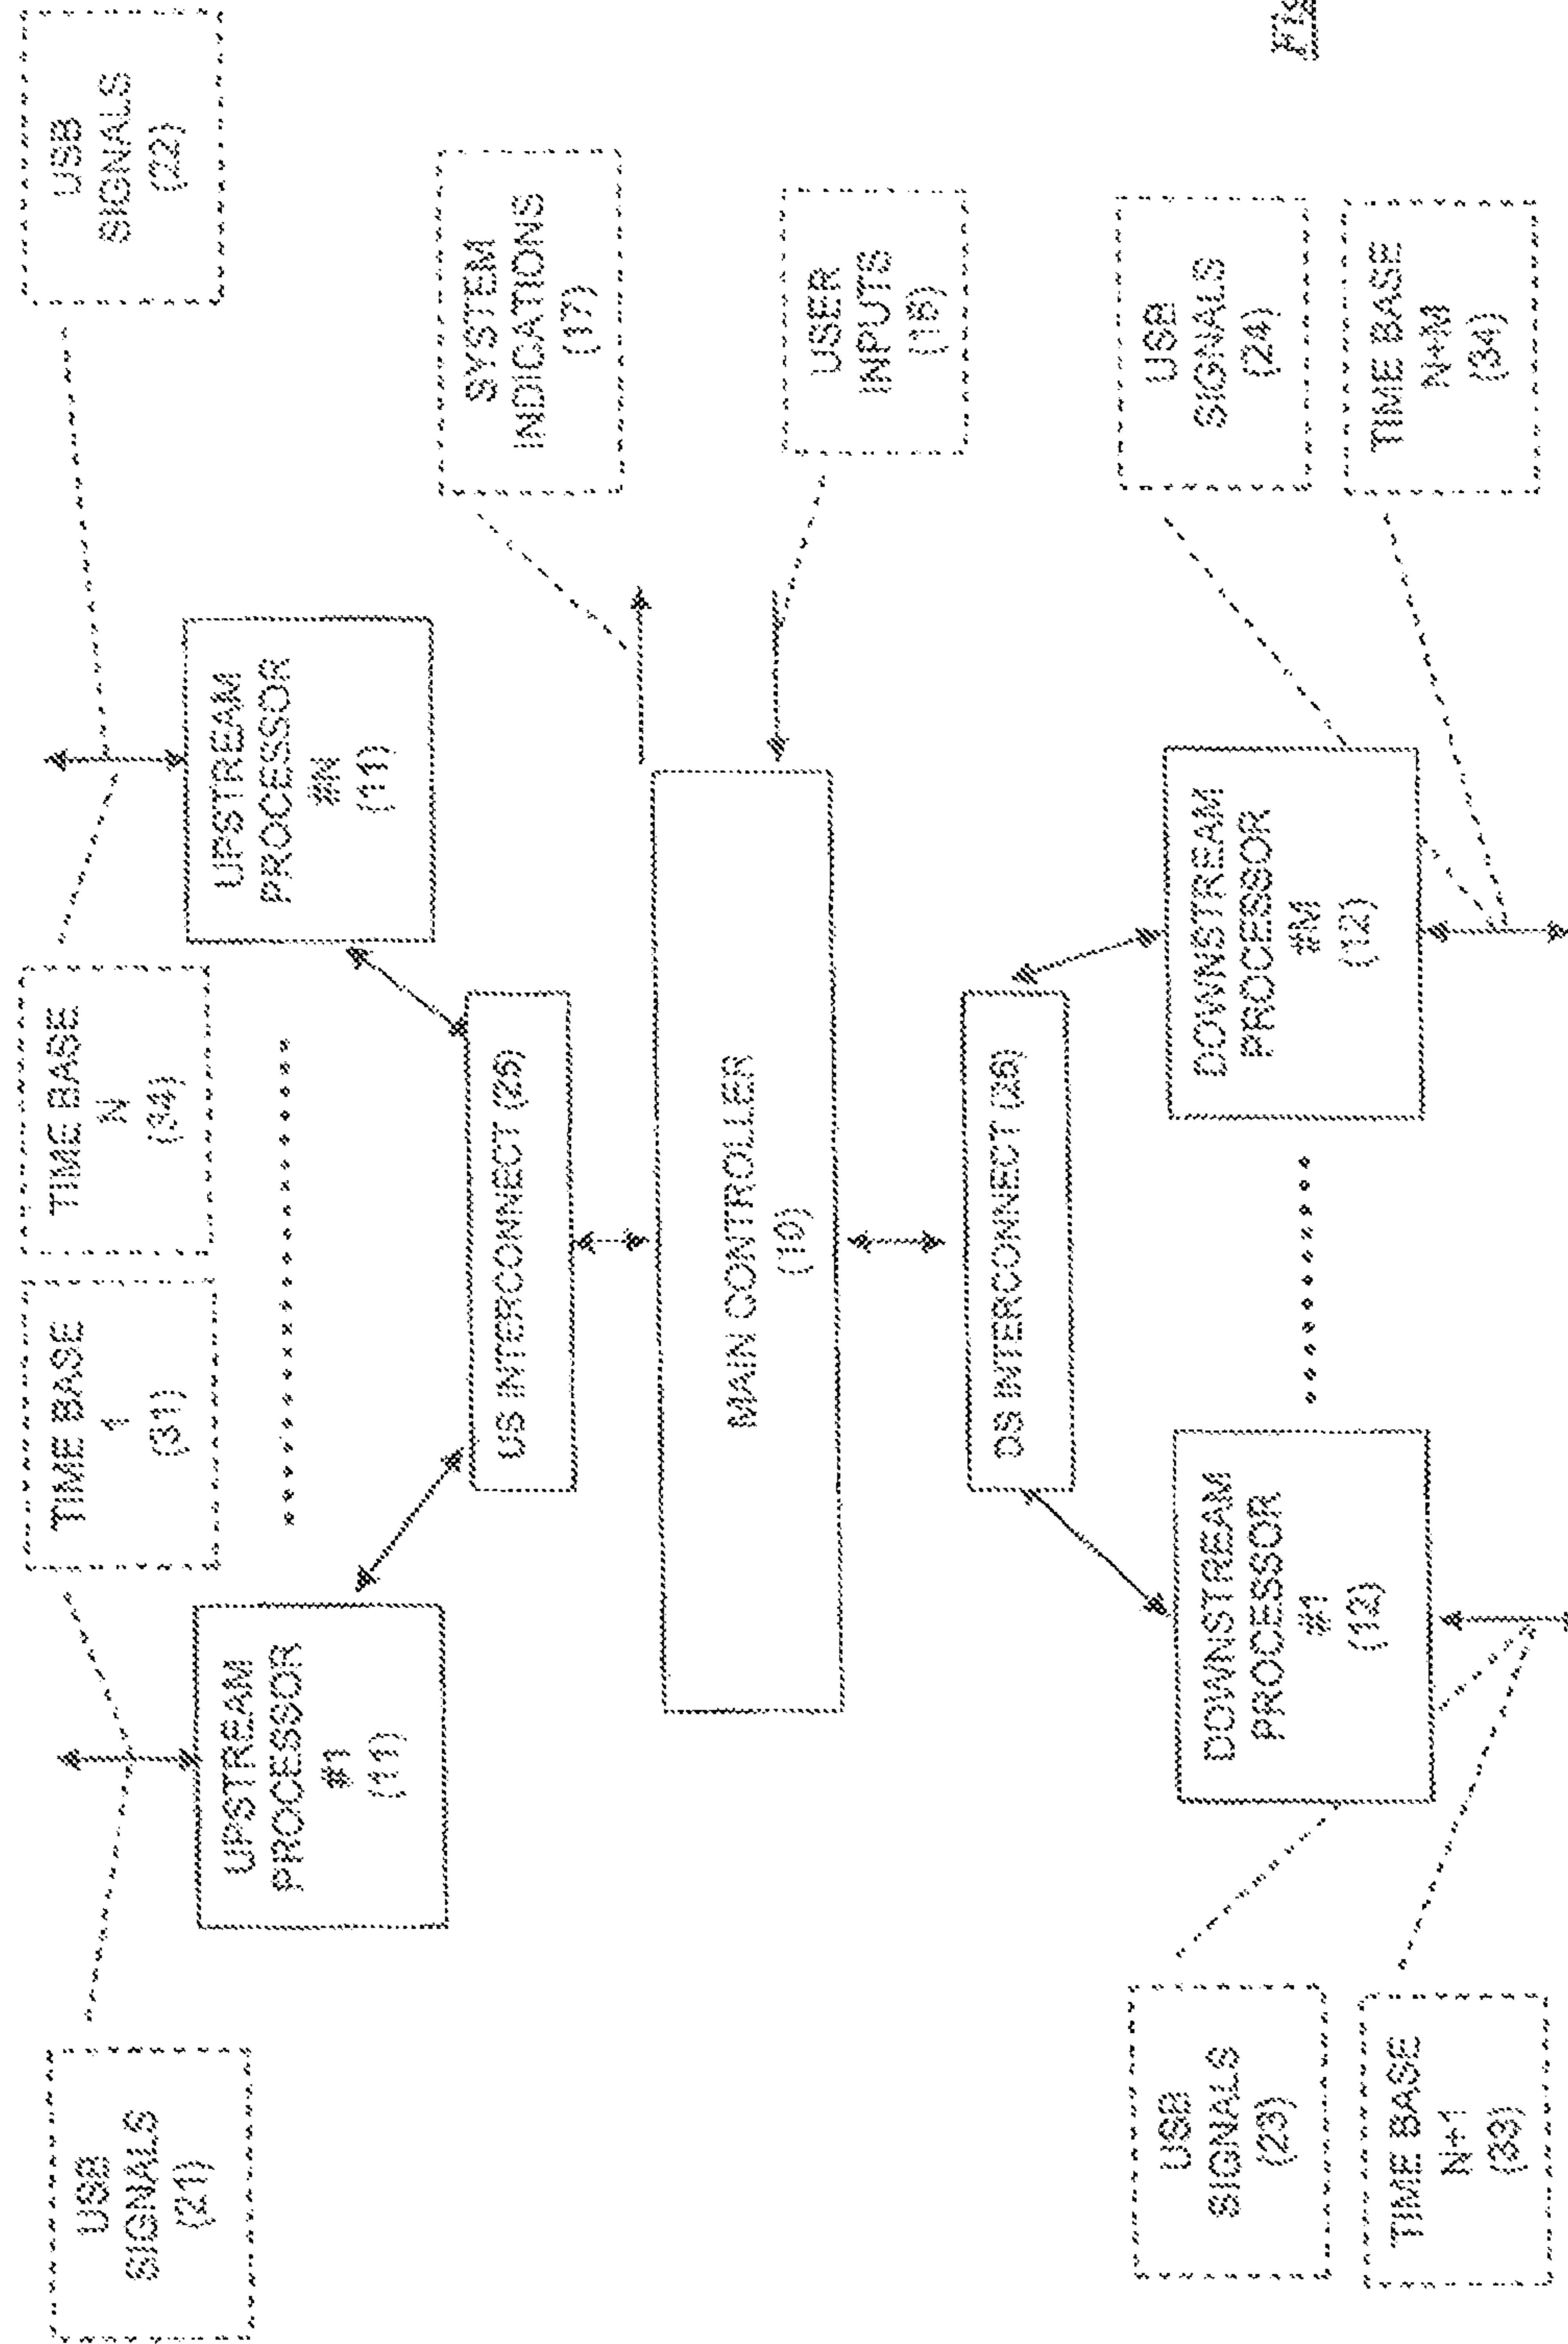 USB
SIGNALS
(21)
TIME BASE
1
(31)
TIME BASE
N
(34)
USB
SIGNALS
(22)
UPSTREAM
PROCESSOR
#1
(11)
UPSTREAM
PROCESSOR
#N
(11)
US INTERCONNECT (25)
SYSTEM
INDICATIONS
(17)
MAIN CONTROLLER
(10)
USER
INPUTS
DS INTERCONNECT
DOWNSTREAM
PROCESSOR
#1
(12)
DOWNSTREAM
PROCESSOR
#M
(12)
USB
SIGNALS
(23)
TIME BASE
N+1
(33)
USB
SIGNALS
(24)
TIME BASE
N+M
(34)